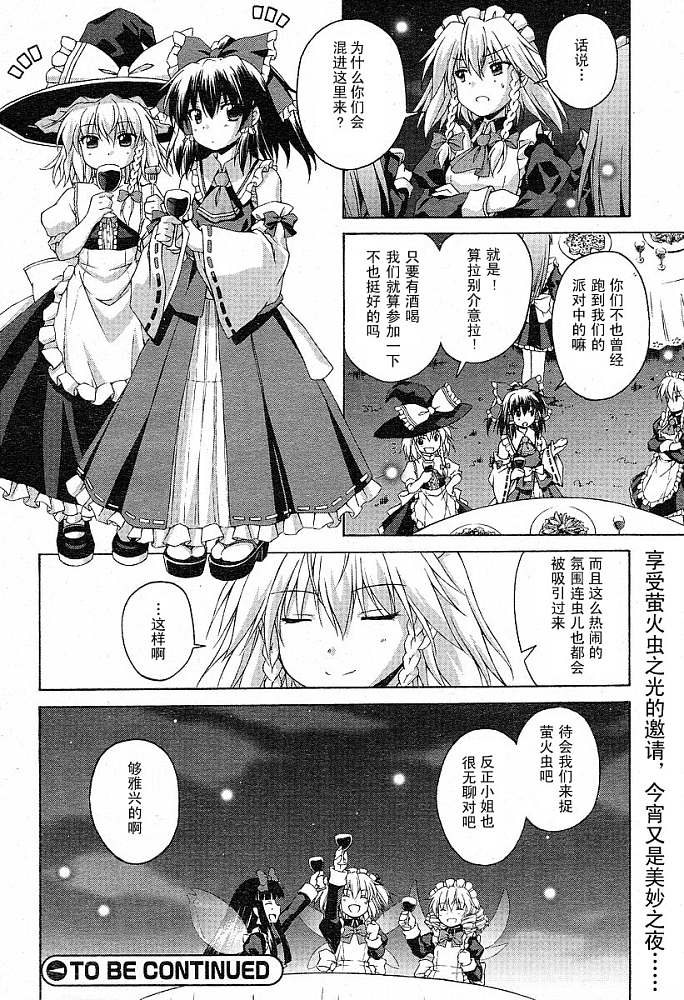 话说…
为什么你们会
混进这里来？
你们不也曾经
跑到我们的
派对中的嘛
就是！
算拉别介意拉！
只要有酒喝
我们就算参加一下
不也挺好的吗
而且这么热闹的
氛围连虫儿也都会
被吸引过来
…这样啊
待会我们来捉
萤火虫吧
反正小姐也
很无聊对吧
够雅兴的啊
享受萤火虫之光的邀请，今宵又是美妙之夜……
TO BE CONTINUED